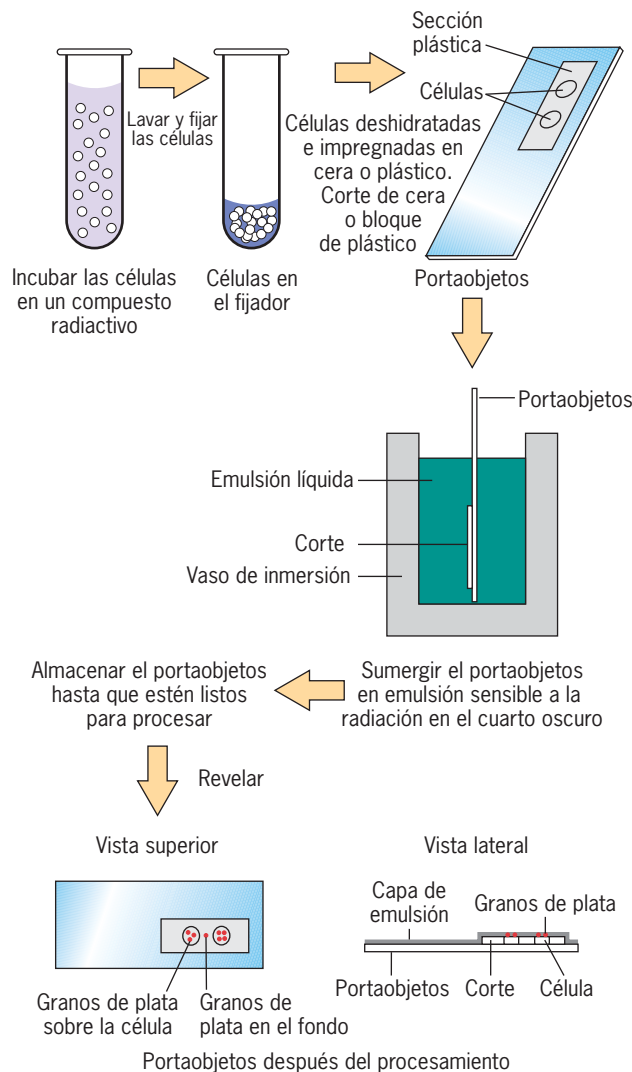 Lavar y fijar
las células
Sección
plástica
Células
Células deshidratadas
e impregnadas en
cera o plástico.
Corte de cera
o bloque
de plástico
Incubar las células
en un compuesto
radiactivo
Células en
el fijador
Portaobjetos
Portaobjetos
Emulsión líquida
Corte
Vaso de inmersión
Sumergir el portaobjetos
en emulsión sensible a la
radiación en el cuarto oscuro
Almacenar el portaobjetos
hasta que estén listos
para procesar
Revelar
Vista superior
Granos de plata
sobre la célula
Granos de
plata en el fondo
Vista lateral
Capa de
emulsión
Granos de plata
Portaobjetos
Corte
Célula
Portaobjetos después del procesamiento